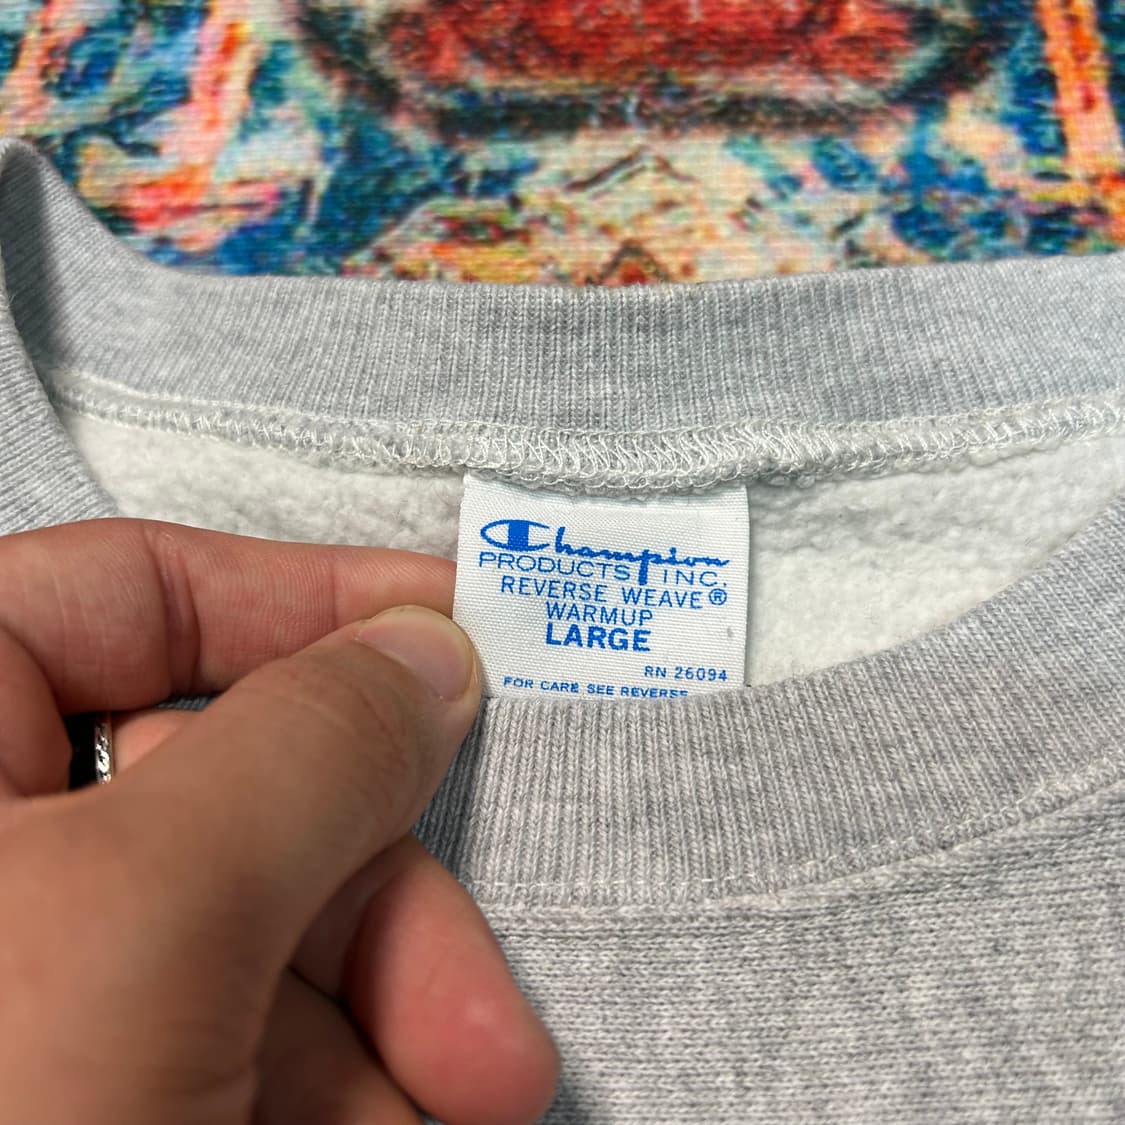 Champion
PRODUCTS INC.
REVERSE WEAVE®
WARMUP
LARGE
RN 26094
FOR CARE SEE REVERSE